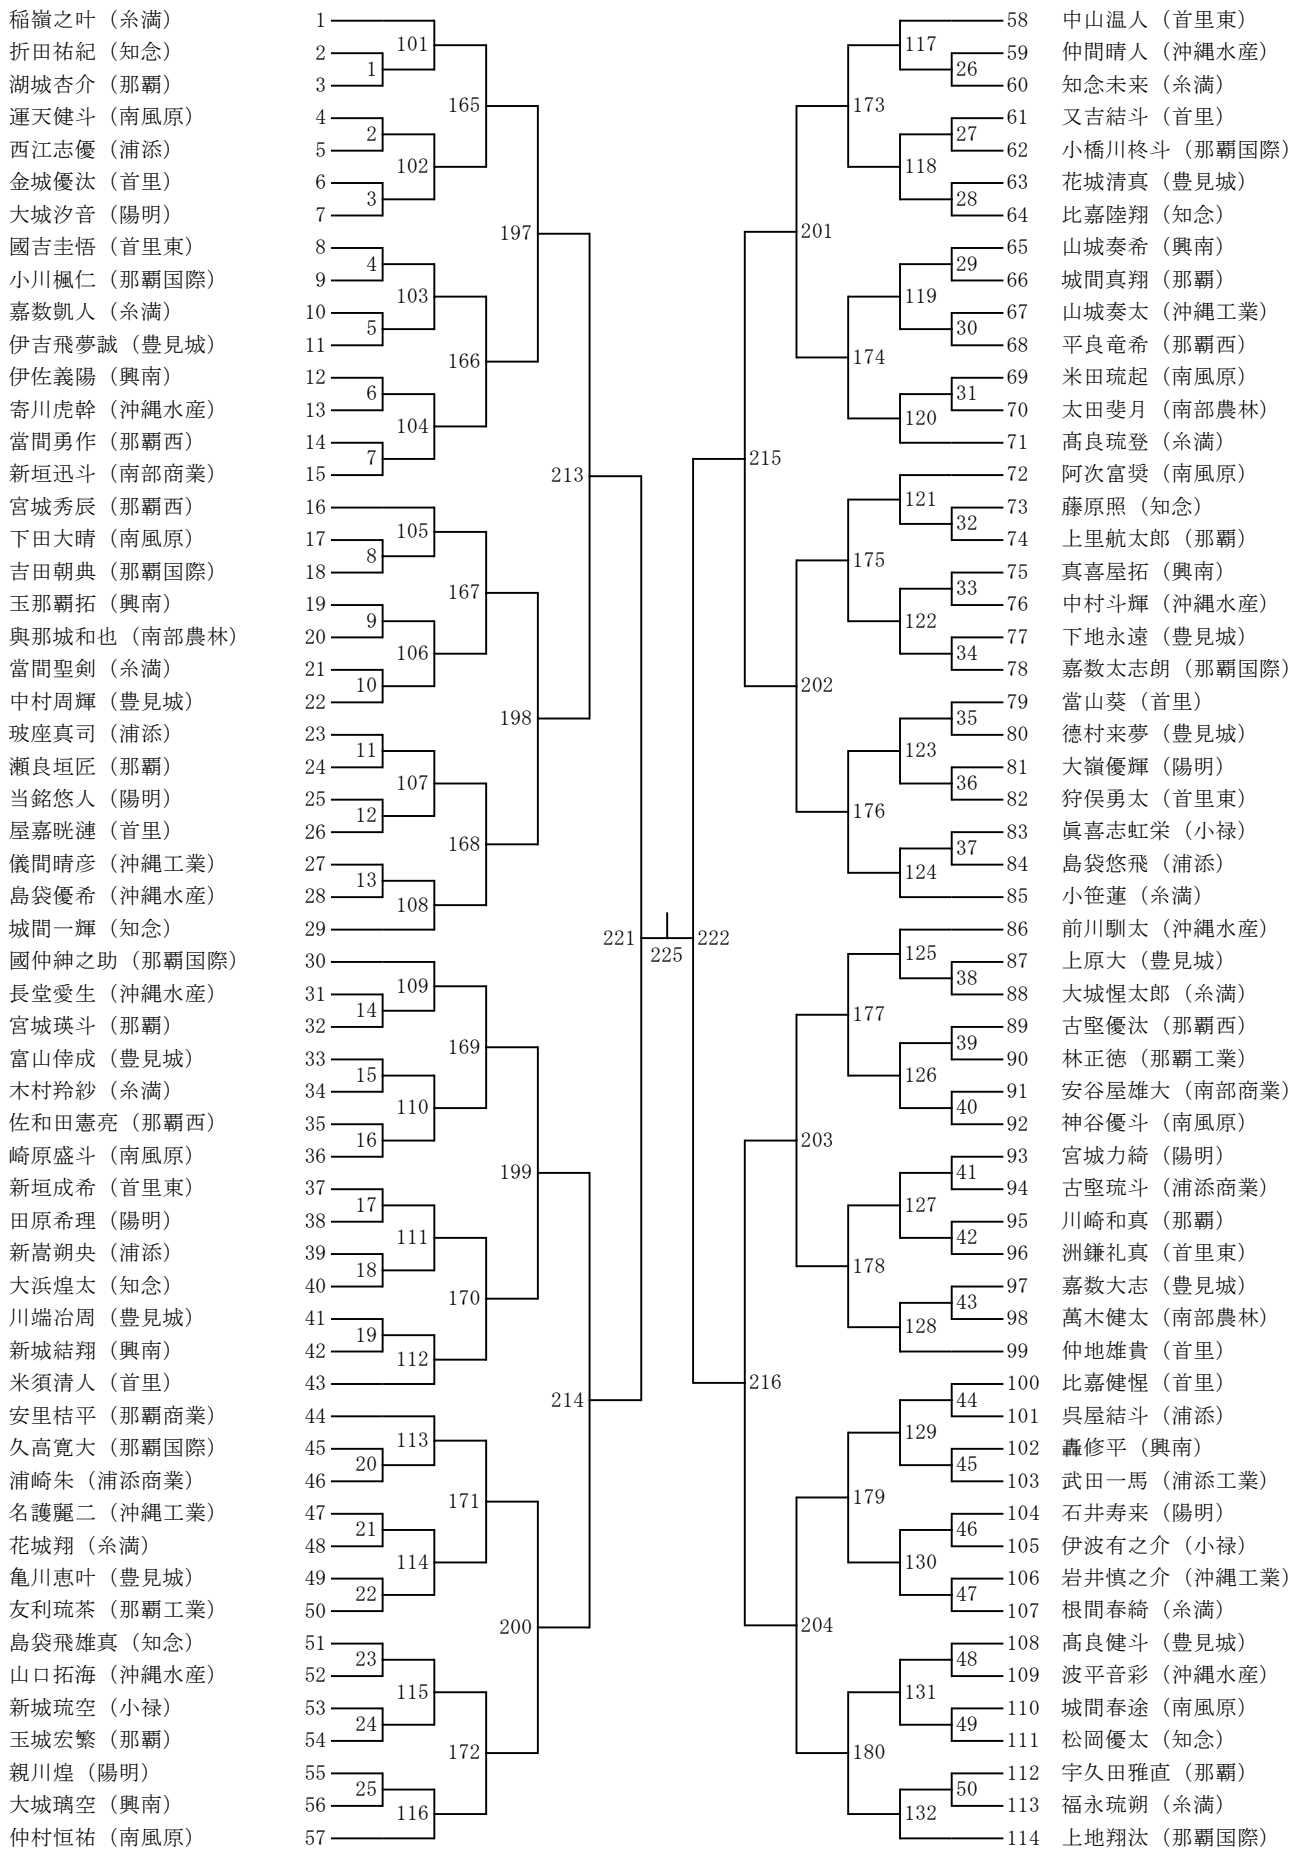 稲嶺之叶（糸満） 1
折田祐紀（知念） 2
湖城杏介（那覇） 3
運天健斗（南風原） 4
西江志優（浦添） 5
金城優汰（首里） 6
大城汐音（陽明） 7
國吉圭悟（首里東） 8
小川楓仁（那覇国際） 9
嘉数凱人（糸満） 10
伊吉飛夢誠（豊見城） 11
伊佐義陽（興南） 12
寄川虎幹（沖縄水産） 13
當間勇作（那覇西） 14
新垣迅斗（南部商業） 15
宮城秀辰（那覇西） 16
下田大晴（南風原） 17
吉田朝典（那覇国際） 18
玉那覇拓（興南） 19
與那城和也（南部農林） 20
當間聖剣（糸満） 21
中村周輝（豊見城） 22
玻座真司（浦添） 23
瀬良垣匠（那覇） 24
当銘悠人（陽明） 25
屋嘉晄漣（首里） 26
儀間晴彦（沖縄工業） 27
島袋優希（沖縄水産） 28
城間一輝（知念） 29
國仲紳之助（那覇国際） 30
長堂愛生（沖縄水産） 31
宮城瑛斗（那覇） 32
富山倖成（豊見城） 33
木村羚紗（糸満） 34
佐和田憲亮（那覇西） 35
崎原盛斗（南風原） 36
新垣成希（首里東） 37
田原希理（陽明） 38
新嵩朔央（浦添） 39
大浜煌太（知念） 40
川端冶周（豊見城） 41
新城結翔（興南） 42
米須清人（首里） 43
安里桔平（那覇商業） 44
久高寛大（那覇国際） 45
浦崎朱（浦添商業） 46
名護麗二（沖縄工業） 47
花城翔（糸満） 48
亀川恵叶（豊見城） 49
友利琉茶（那覇工業） 50
島袋飛雄真（知念） 51
山口拓海（沖縄水産） 52
新城琉空（小禄） 53
玉城宏繁（那覇） 54
親川煌（陽明） 55
大城璃空（興南） 56
仲村恒祐（南風原） 57
1
2
3
4
5
6
7
8
9
10
11
12
13
14
15
16
17
18
19
20
21
22
23
24
25
101
102
103
104
105
106
107
108
109
110
111
112
113
114
115
116
165
166
167
168
169
170
171
172
197
198
199
200
213
214
221
225
222
215
216
201
202
203
204
173
174
175
176
177
178
179
180
117
118
119
120
121
122
123
124
125
126
127
128
129
130
131
132
26
27
28
29
30
31
32
33
34
35
36
37
38
39
40
41
42
43
44
45
46
47
48
49
50
58 中山温人（首里東）
59 仲間晴人（沖縄水産）
60 知念未来（糸満）
61 又吉結斗（首里）
62 小橋川柊斗（那覇国際）
63 花城清真（豊見城）
64 比嘉陸翔（知念）
65 山城奏希（興南）
66 城間真翔（那覇）
67 山城奏太（沖縄工業）
68 平良竜希（那覇西）
69 米田琉起（南風原）
70 太田斐月（南部農林）
71 髙良琉登（糸満）
72 阿次富奨（南風原）
73 藤原照（知念）
74 上里航太郎（那覇）
75 真喜屋拓（興南）
76 中村斗輝（沖縄水産）
77 下地永遠（豊見城）
78 嘉数太志朗（那覇国際）
79 當山葵（首里）
80 德村来夢（豊見城）
81 大嶺優輝（陽明）
82 狩俣勇太（首里東）
83 眞喜志虹栄（小禄）
84 島袋悠飛（浦添）
85 小笹蓮（糸満）
86 前川馴太（沖縄水産）
87 上原大（豊見城）
88 大城惺太郎（糸満）
89 古堅優汰（那覇西）
90 林正徳（那覇工業）
91 安谷屋雄大（南部商業）
92 神谷優斗（南風原）
93 宮城力綺（陽明）
94 古堅琉斗（浦添商業）
95 川崎和真（那覇）
96 洲鎌礼真（首里東）
97 嘉数大志（豊見城）
98 萬木健太（南部農林）
99 仲地雄貴（首里）
100 比嘉健惺（首里）
101 呉屋結斗（浦添）
102 轟修平（興南）
103 武田一馬（浦添工業）
104 石井寿来（陽明）
105 伊波有之介（小禄）
106 岩井慎之介（沖縄工業）
107 根間春綺（糸満）
108 髙良健斗（豊見城）
109 波平音彩（沖縄水産）
110 城間春途（南風原）
111 松岡優太（知念）
112 宇久田雅直（那覇）
113 福永琉朔（糸満）
114 上地翔汰（那覇国際）